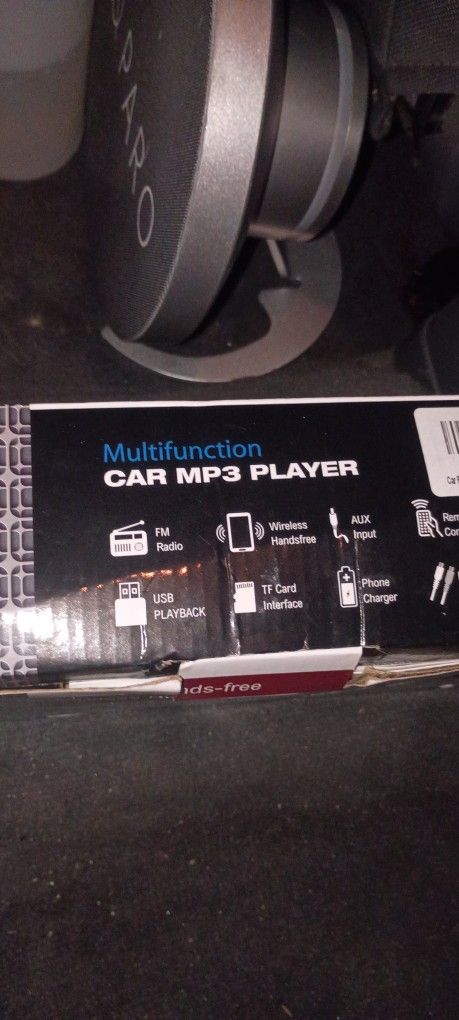 PARO
Multifunction
CAR MP3 PLAYER
FM
Radio
Wireless
Handsfree
AUX
Input
USB
PLAYBACK
TF Card
Interface
Phone
Charger
ds-free